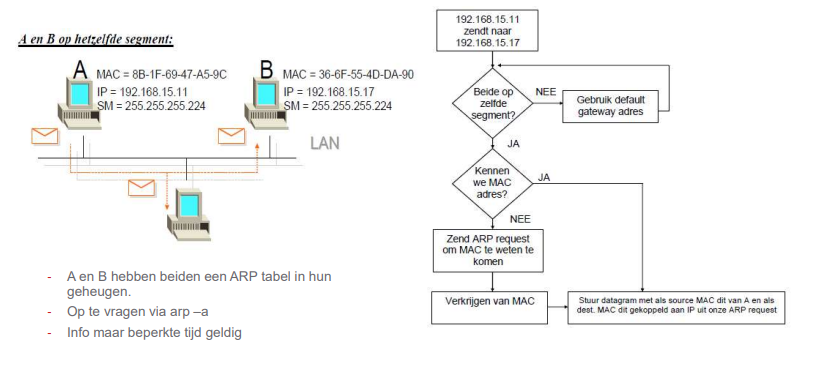 A en B op hetzelfde segment:
A
MAC = 8B-1F-69-47-A5-9C
IP = 192.168.15.11
SM = 255.255.255.224
B
MAC = 36-6F-55-4D-DA-90
IP = 192.168.15.17
SM = 255.255.255.224
LAN
- A en B hebben beiden een ARP tabel in hun
geheugen.
- Op te vragen via arp –a
- Info maar beperkte tijd geldig
192.168.15.11
zendt naar
192.168.15.17
Beide op
zelfde
segment?
NEE
Gebruik default
gateway adres
JA
Kennen
we MAC
adres?
JA
NEE
Zend ARP request
om MAC te weten te
komen
Verkrijgen van MAC
Stuur datagram met als source MAC dit van A en als
dest. MAC dit gekoppeld aan IP uit onze ARP request